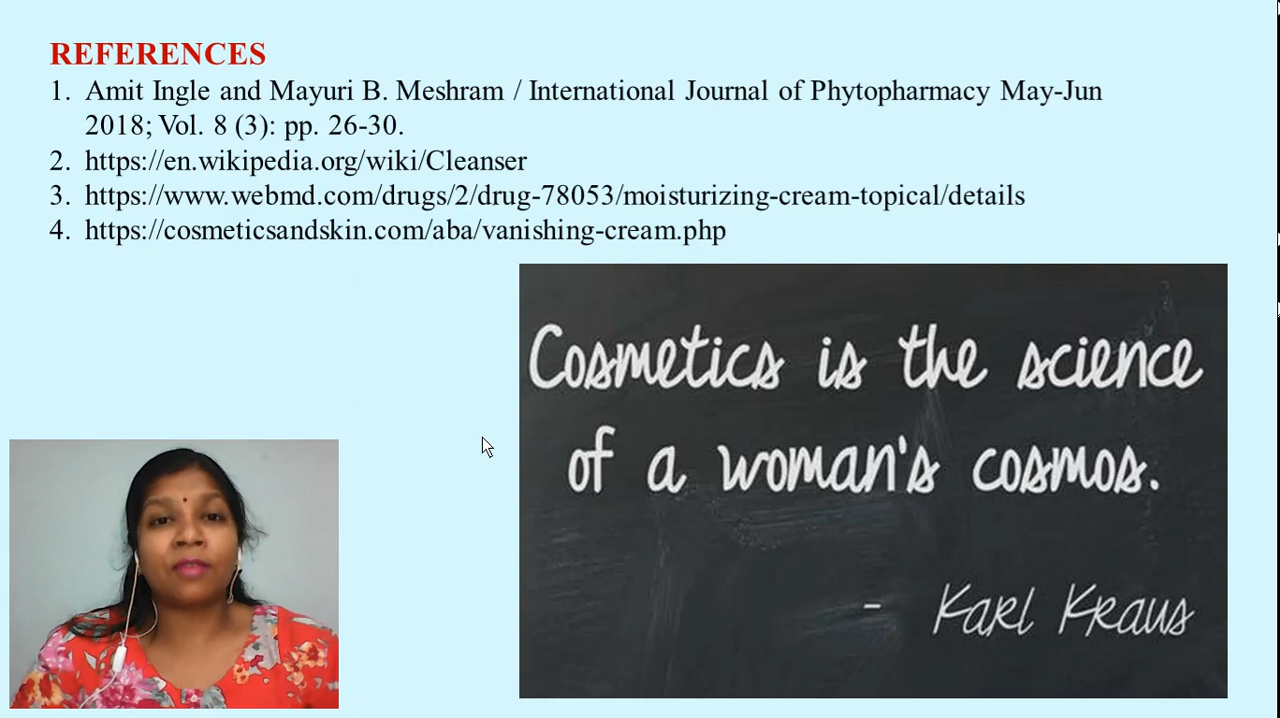 REFERENCES
1. Amit Ingle and Mayuri B. Meshram / International Journal of Phytopharmacy May-Jun
2018; Vol. 8 (3): pp. 26-30.
2. https://en.wikipedia.org/wiki/Cleanser
3. https://www.webmd.com/drugs/2/drug-78053/moisturizing-cream-topical/details
4. https://cosmeticsandskin.com/aba/vanishing-cream.php
Cosmetics is the science
of a woman's cosmos.
- Karl Kraus